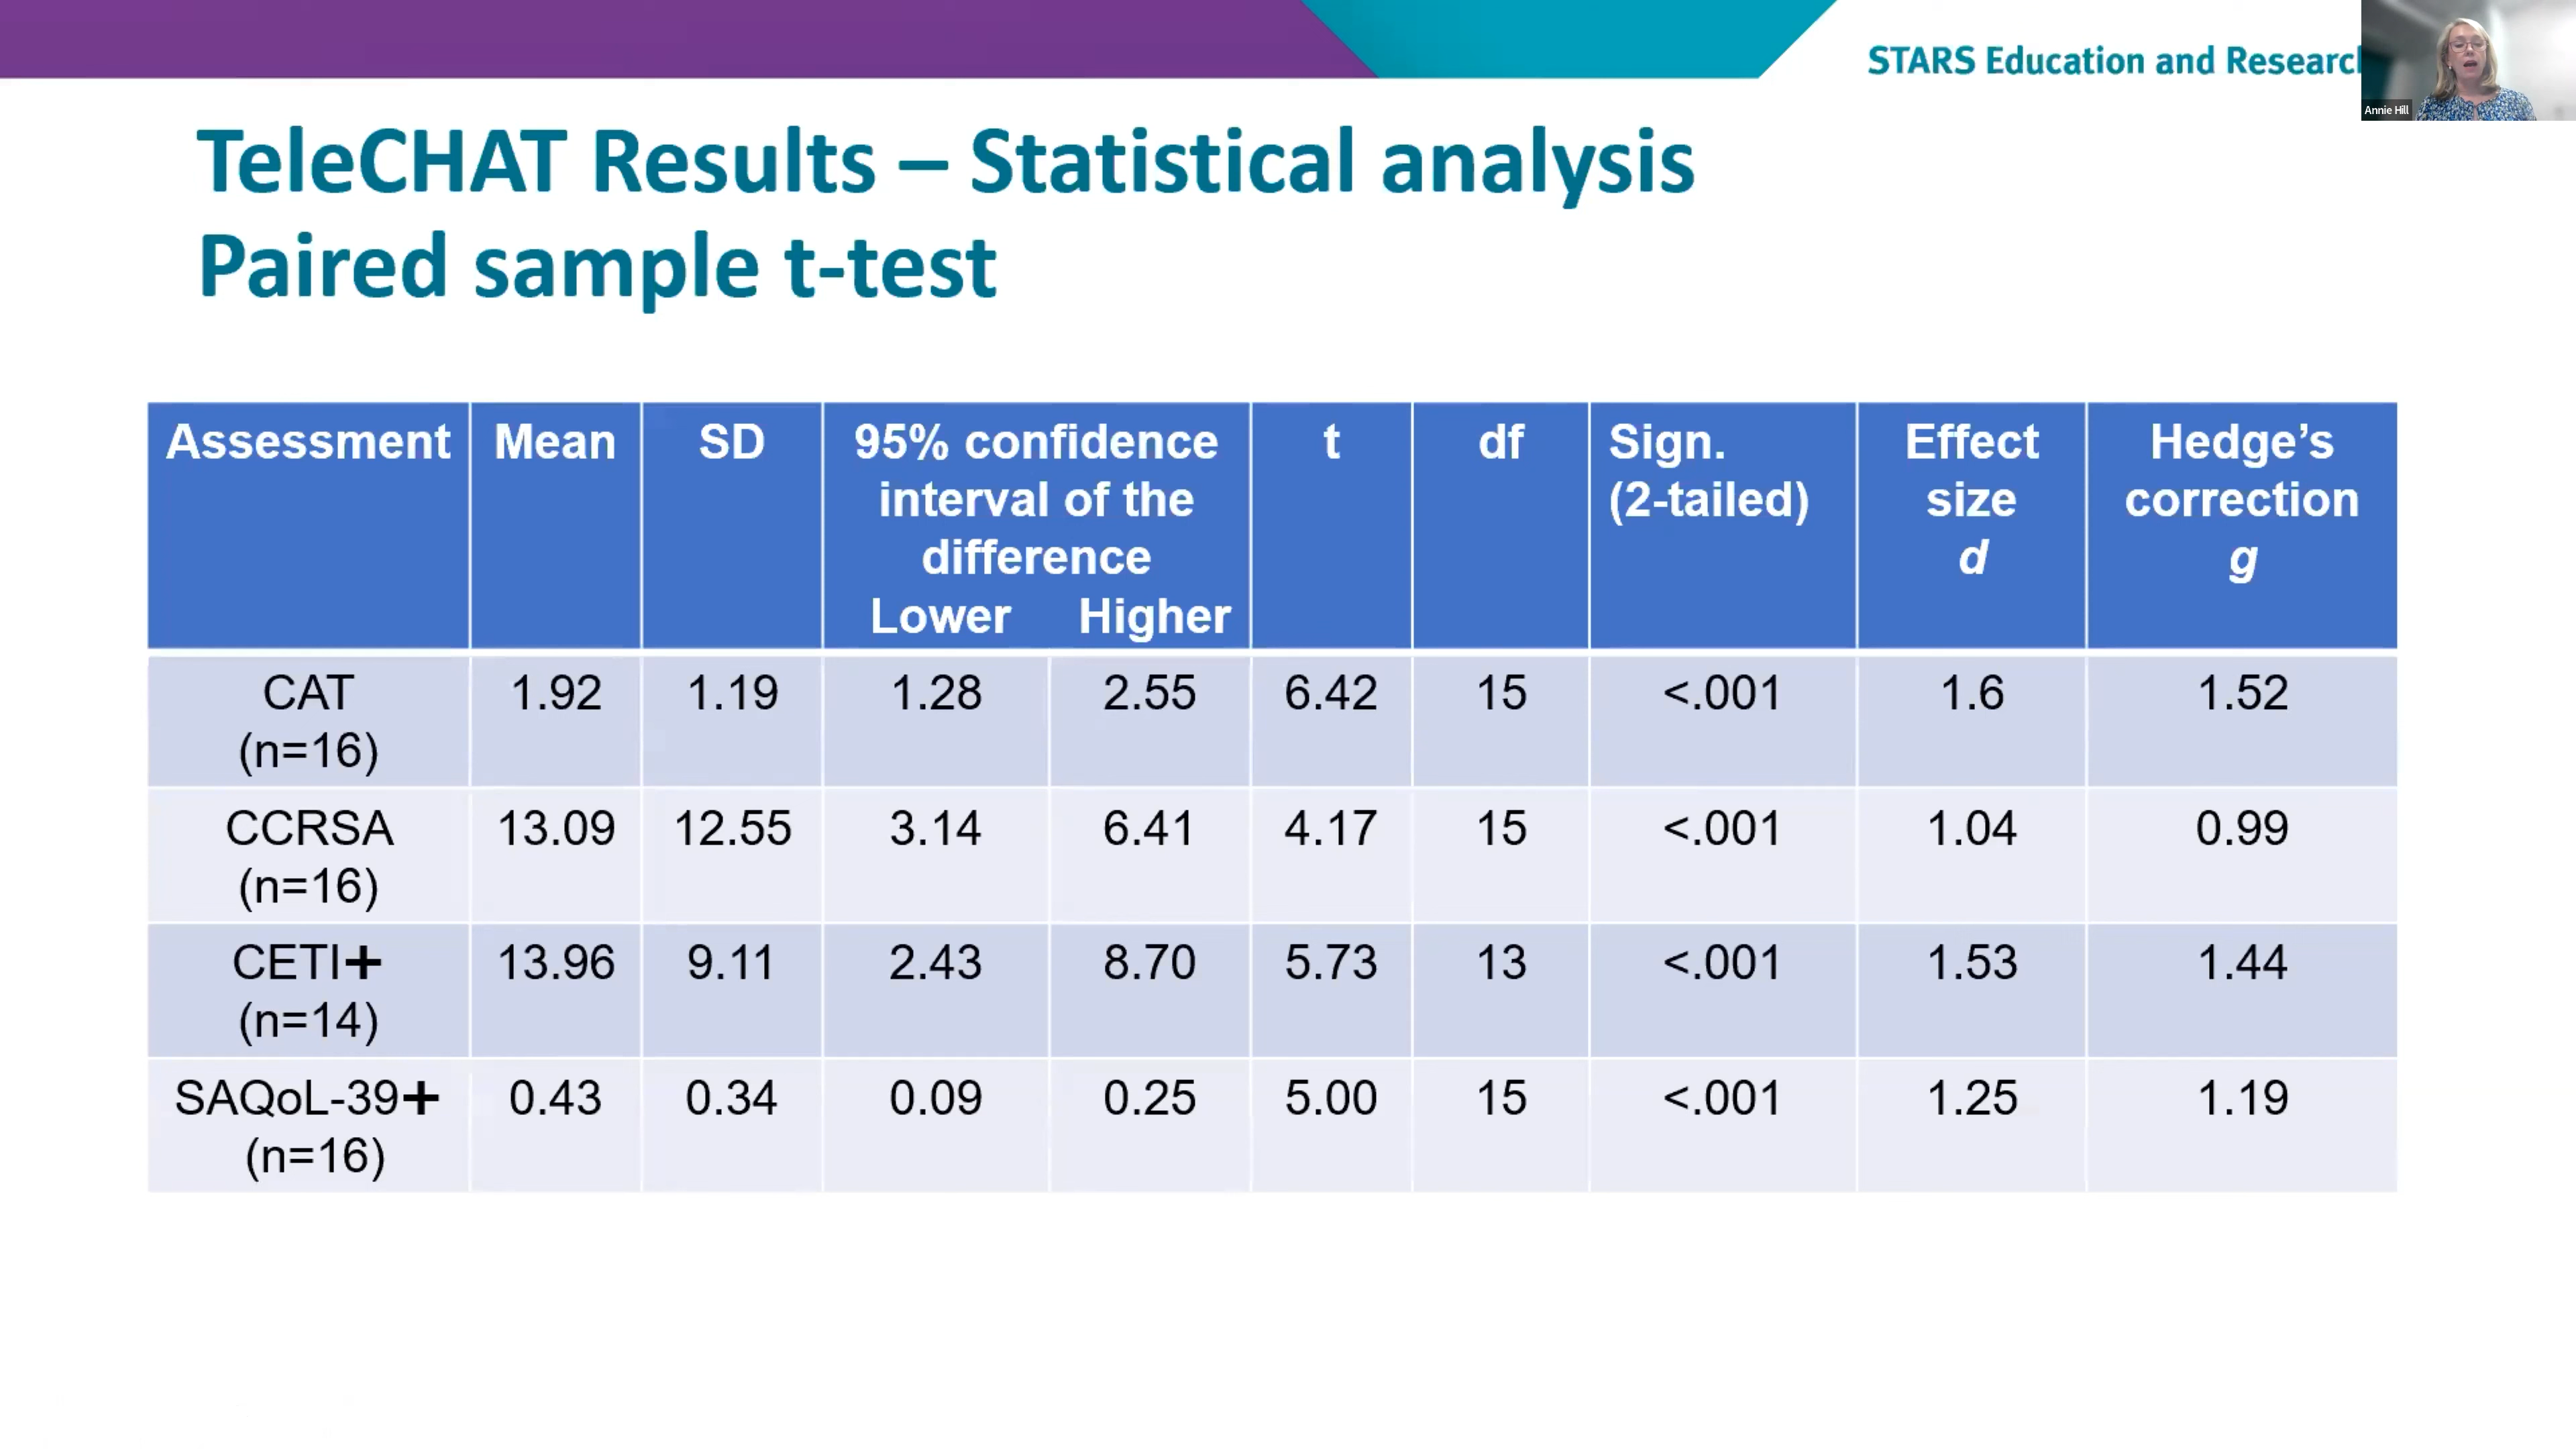 STARS Education and Research
Annie Hill
TeleCHAT Results – Statistical analysis
Paired sample t-test
Assessment Mean SD 95% confidence interval of the difference Lower Higher t df Sign. (2-tailed) Effect size d Hedge’s correction g
CAT (n=16) 1.92 1.19 1.28 2.55 6.42 15 <.001 1.6 1.52
CCRSA (n=16) 13.09 12.55 3.14 6.41 4.17 15 <.001 1.04 0.99
CETI+ (n=14) 13.96 9.11 2.43 8.70 5.73 13 <.001 1.53 1.44
SAQoL-39+ (n=16) 0.43 0.34 0.09 0.25 5.00 15 <.001 1.25 1.19